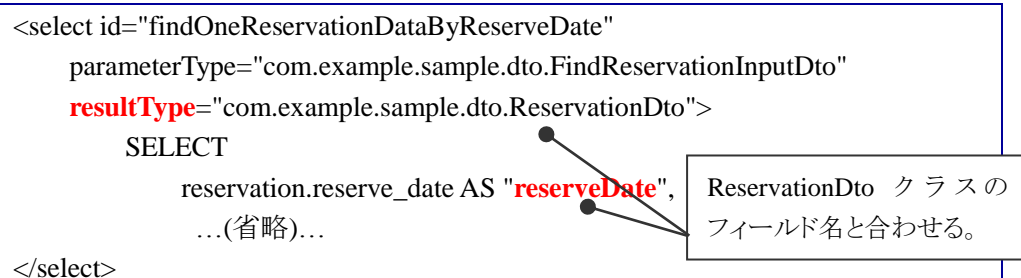 <select id="findOneReservationDataByReserveDate"
parameterType="com.example.sample.dto.FindReservationInputDto"
resultType="com.example.sample.dto.ReservationDto">
SELECT
reservation.reserve_date AS "reserveDate",
…(省略)…
</select>
ReservationDto クラスの
フィールド名と合わせる。